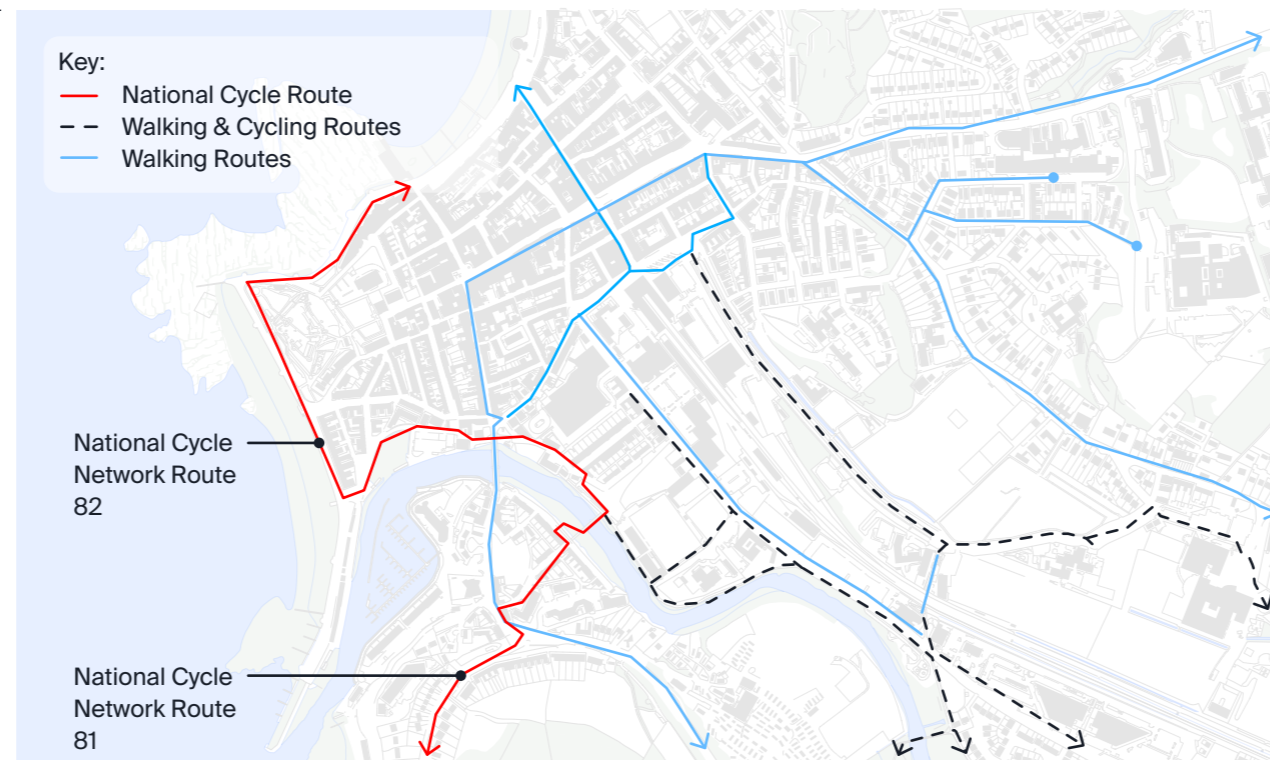 Key:
National Cycle Route
Walking & Cycling Routes
Walking Routes
National Cycle
Network Route
82
National Cycle
Network Route
81